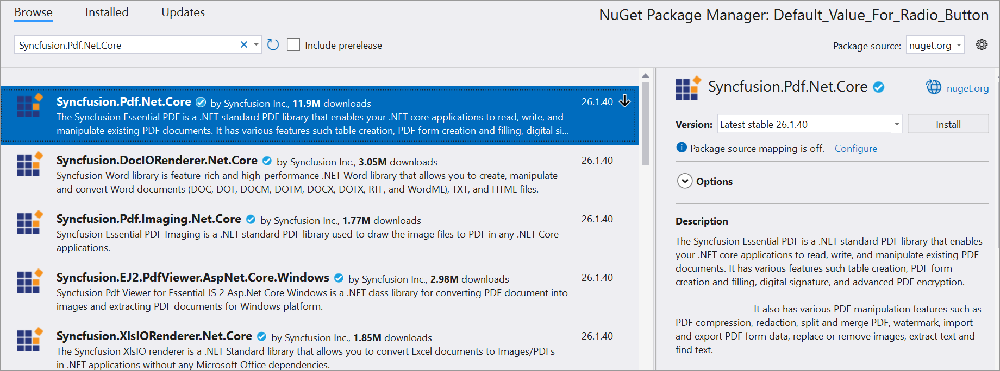 Browse Installed Updates
NuGet Package Manager: Default_Value_For_Radio_Button
Syncfusion.Pdf.Net.Core
Include prerelease
Package source: nuget.org
Syncfusion.Pdf.Net.Core by Syncfusion Inc., 11.9M downloads 26.1.40
The Syncfusion Essential PDF is a .NET standard PDF library that enables your .NET core applications to read, write, and
manipulate existing PDF documents. It has various features such table creation, PDF form creation and filling, digital si...
Syncfusion.DocIORenderer.Net.Core by Syncfusion Inc., 3.05M downloads 26.1.40
Syncfusion Word library is feature-rich and high-performance .NET Word library that allows you to create, manipulate
and convert Word documents (DOC, DOT, DOCM, DOTM, DOCX, DOTX, RTF, and WordML), TXT, and HTML files.
Syncfusion.Pdf.Imaging.Net.Core by Syncfusion Inc., 1.77M downloads 26.1.40
Syncfusion Essential PDF Imaging is a .NET standard PDF library used to draw the image files to PDF in any .NET Core
applications.
Syncfusion.EJ2.PdfViewer.AspNet.Core.Windows by Syncfusion Inc., 2.98M downloads 26.1.40
Syncfusion Pdf Viewer for Essential JS 2 Asp.Net Core Windows is a .NET class library for converting PDF document into
images and extracting PDF documents for Windows platform.
Syncfusion.XlsIORenderer.Net.Core by Syncfusion Inc., 1.85M downloads 26.1.40
The Syncfusion XlsIO renderer is a .NET Standard library that allows you to convert Excel documents to Images/PDFs
in .NET applications without any Microsoft Office dependencies.
Syncfusion.Pdf.Net.Core nuget.org
Version: Latest stable 26.1.40 Install
Package source mapping is off. Configure
Options
Description
The Syncfusion Essential PDF is a .NET standard PDF library that enables
your .NET core applications to read, write, and manipulate existing PDF
documents. It has various features such table creation, PDF form
creation and filling, digital signature, and advanced PDF encryption.
It also has various PDF manipulation features such as
PDF compression, redaction, split and merge PDF, watermark, import
and export PDF form data, replace or remove images, extract text and
find text.